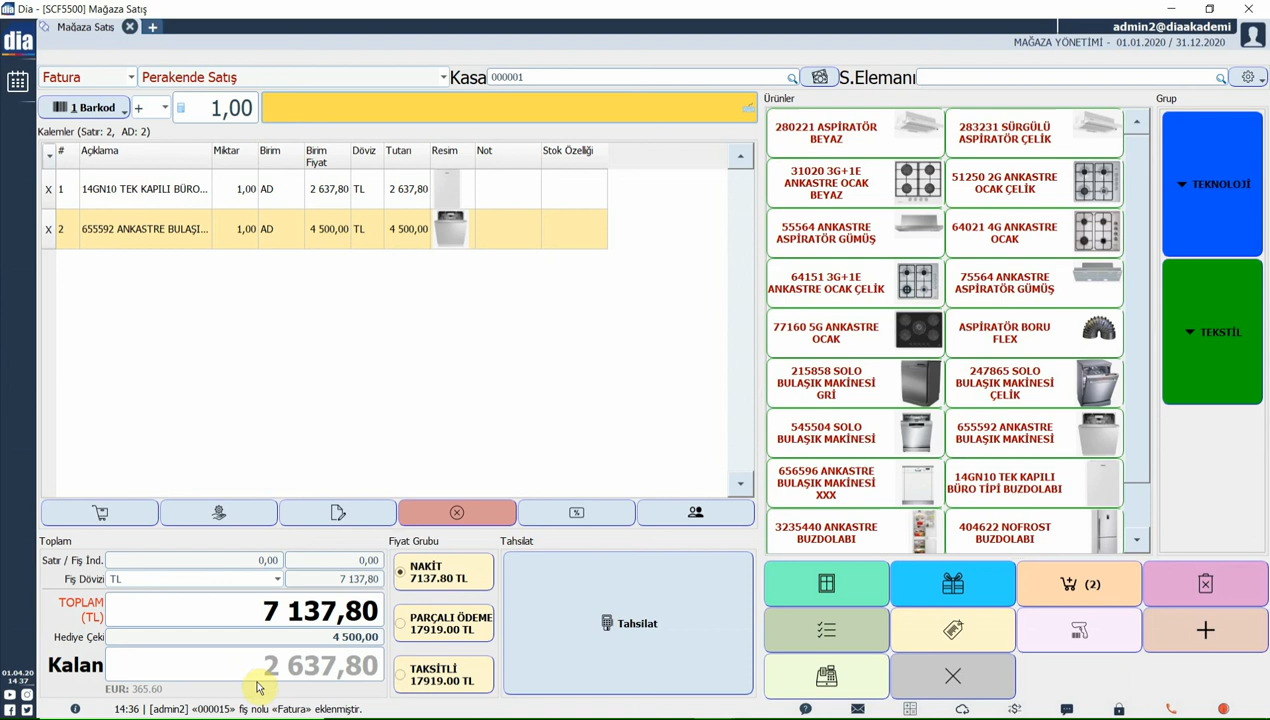 Dia - [SCF5500] Mağaza Satış
dia
Mağaza Satış
admin2@diaakademi
MAĞAZA YÖNETİMİ - 01.01.2020 / 31.12.2020
Fatura
Perakende Satış
Kasa
000001
S.Elemanı
1 Barkod
+
1,00
Kalemler (Satır: 2, AD: 2)
# Açıklama Miktar Birim Birim Fiyat Döviz Tutarı Resim Not Stok Özelliği
X 1 14GN10 TEK KAPILI BÜRO... 1,00 AD 2 637,80 TL 2 637,80
X 2 655592 ANKASTRE BULAŞI... 1,00 AD 4 500,00 TL 4 500,00
Ürünler
280221 ASPİRATÖR
BEYAZ
283231 SÜRGÜLÜ
ASPİRATÖR ÇELİK
31020 3G+1E
ANKASTRE OCAK
BEYAZ
51250 2G ANKASTRE
OCAK ÇELİK
55564 ANKASTRE
ASPİRATÖR GÜMÜŞ
64021 4G ANKASTRE
OCAK
64151 3G+1E
ANKASTRE OCAK ÇELİK
75564 ANKASTRE
ASPİRATÖR GÜMÜŞ
77160 5G ANKASTRE
OCAK
ASPİRATÖR BORU
FLEX
215858 SOLO
BULAŞIK MAKİNESİ
GRİ
247865 SOLO
BULAŞIK MAKİNESİ
ÇELİK
545504 SOLO
BULAŞIK MAKİNESİ
655592 ANKASTRE
BULAŞIK MAKİNESİ
656596 ANKASTRE
BULAŞIK MAKİNESİ
XXX
14GN10 TEK KAPILI
BÜRO TİPİ BUZDOLABI
3235440 ANKASTRE
BUZDOLABI
404622 NOFROST
BUZDOLABI
Grup
TEKNOLOJİ
TEKSTİL
Toplam
Satır / Fiş İnd. 0,00 0,00
Fiş Dövizi TL 7 137,80
TOPLAM
(TL)
7 137,80
Hediye Çeki 4 500,00
Kalan 2 637,80
EUR: 365.60
Fiyat Grubu
NAKİT
7137.80 TL
PARÇALI ÖDEME
17919.00 TL
TAKSİTLİ
17919.00 TL
Tahsilat
Tahsilat
(2)
01.04.20
14:37
14:36 | [admin2] «000015» fiş nolu «Fatura» eklenmiştir.